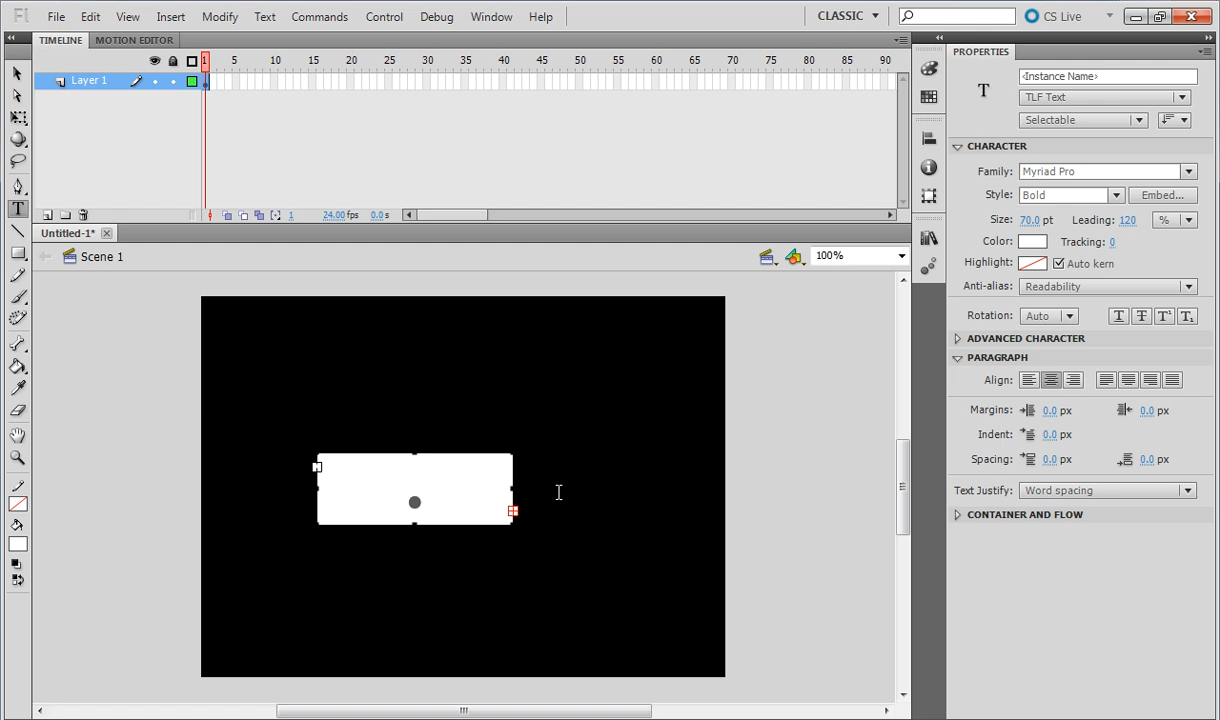 Fl File Edit View Insert Modify Text Commands Control Debug Window Help CLASSIC CS Live
TIMELINE MOTION EDITOR
1 5 10 15 20 25 30 35 40 45 50 55 60 65 70 75 80 85 90
Layer 1
1 24.00 fps 0.0 s
Untitled-1*
Scene 1 100%
PROPERTIES
T
<Instance Name>
TLF Text
Selectable
CHARACTER
Family: Myriad Pro
Style: Bold Embed...
Size: 70.0 pt Leading: 120 %
Color: Tracking: 0
Highlight: Auto kern
Anti-alias: Readability
Rotation: Auto T T T¹ T₁
ADVANCED CHARACTER
PARAGRAPH
Align:
Margins: 0.0 px 0.0 px
Indent: 0.0 px
Spacing: 0.0 px 0.0 px
Text Justify: Word spacing
CONTAINER AND FLOW